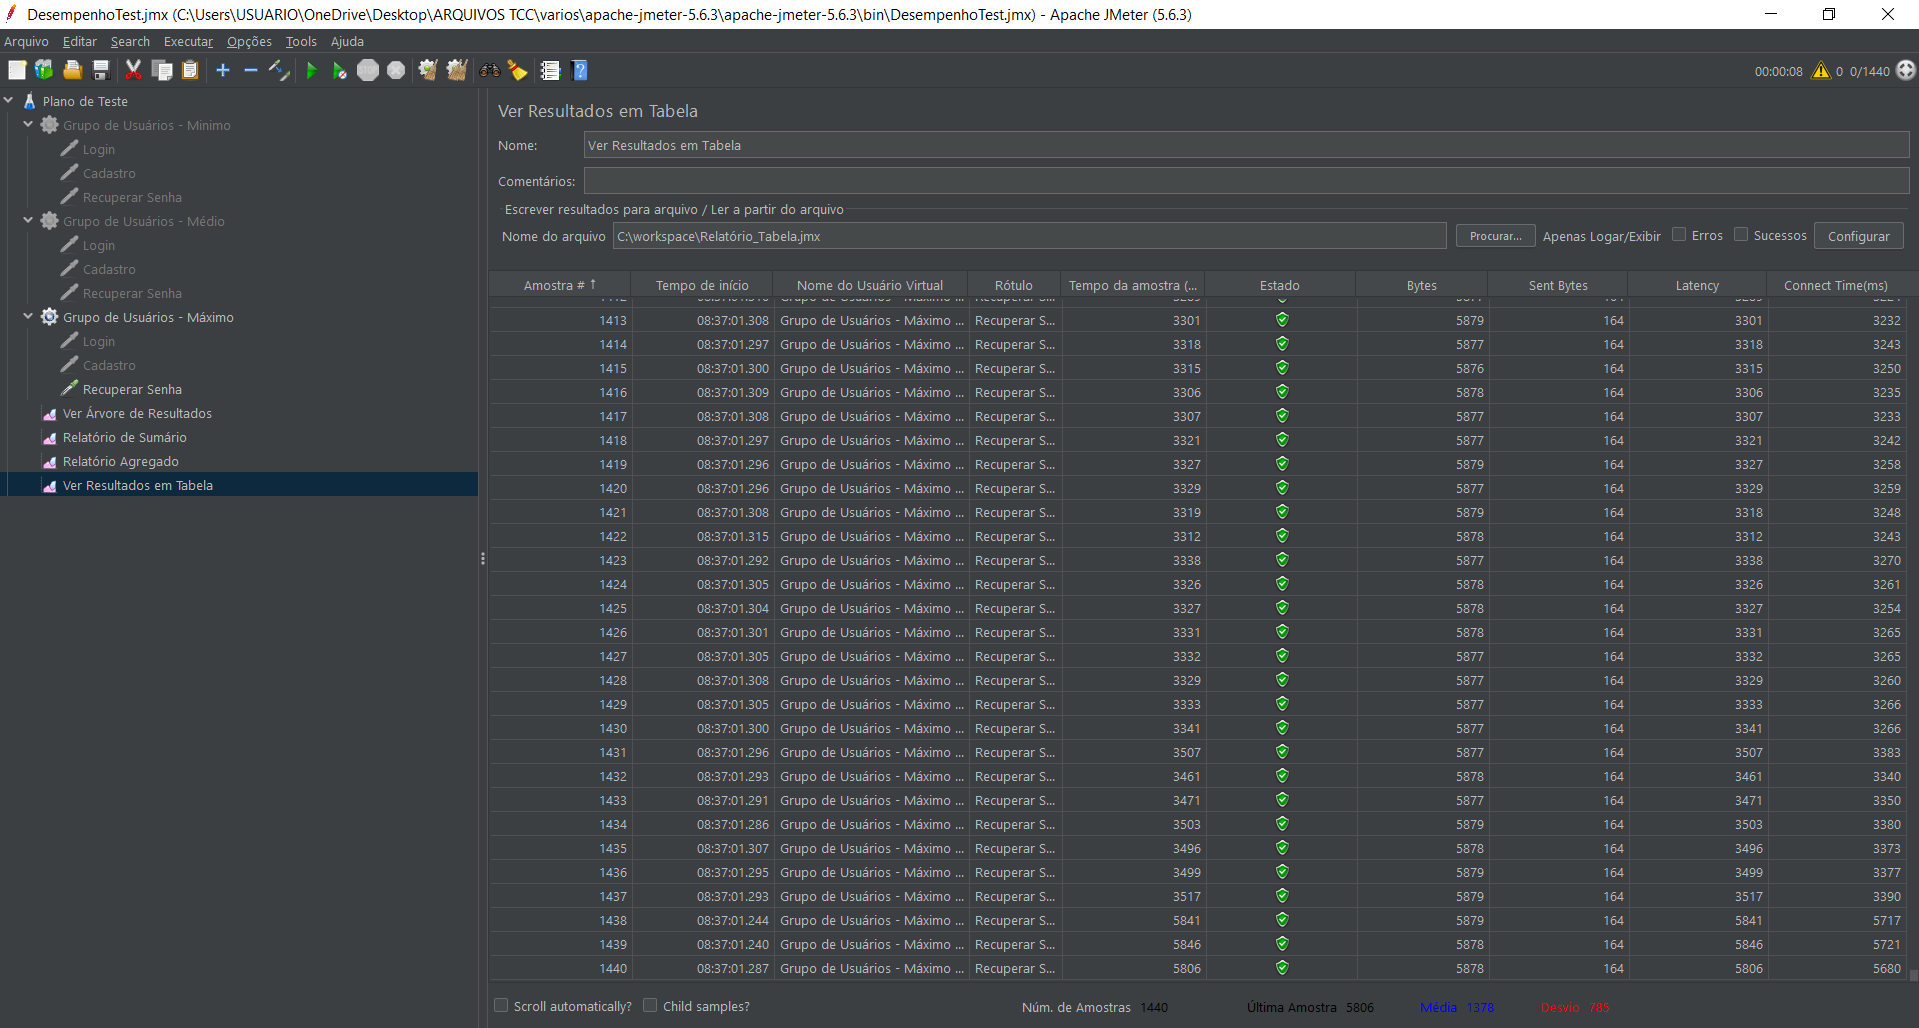 DesempenhoTest.jmx (C:\Users\USUARIO\OneDrive\Desktop\ARQUIVOS TCC\varios\apache-jmeter-5.6.3\apache-jmeter-5.6.3\bin\DesempenhoTest.jmx) - Apache JMeter (5.6.3)
Arquivo Editar Search Executar Opções Tools Ajuda
00:00:08 0 0/1440
Plano de Teste
Grupo de Usuários - Minimo
Login
Cadastro
Recuperar Senha
Grupo de Usuários - Médio
Login
Cadastro
Recuperar Senha
Grupo de Usuários - Máximo
Login
Cadastro
Recuperar Senha
Ver Árvore de Resultados
Relatório de Sumário
Relatório Agregado
Ver Resultados em Tabela
Ver Resultados em Tabela
Nome: Ver Resultados em Tabela
Comentários:
Escrever resultados para arquivo / Ler a partir do arquivo
Nome do arquivo C:\workspace\Relatório_Tabela.jmx Procurar... Apenas Logar/Exibir Erros Sucessos Configurar
Amostra # ↑ Tempo de início Nome do Usuário Virtual Rótulo Tempo da amostra (... Estado Bytes Sent Bytes Latency Connect Time(ms)
1413 08:37:01.308 Grupo de Usuários - Máximo ... Recuperar S... 3301 5879 164 3301 3232
1414 08:37:01.297 Grupo de Usuários - Máximo ... Recuperar S... 3318 5877 164 3318 3243
1415 08:37:01.300 Grupo de Usuários - Máximo ... Recuperar S... 3315 5876 164 3315 3250
1416 08:37:01.309 Grupo de Usuários - Máximo ... Recuperar S... 3306 5878 164 3306 3235
1417 08:37:01.308 Grupo de Usuários - Máximo ... Recuperar S... 3307 5877 164 3307 3233
1418 08:37:01.297 Grupo de Usuários - Máximo ... Recuperar S... 3321 5877 164 3321 3242
1419 08:37:01.296 Grupo de Usuários - Máximo ... Recuperar S... 3327 5879 164 3327 3258
1420 08:37:01.296 Grupo de Usuários - Máximo ... Recuperar S... 3329 5877 164 3329 3259
1421 08:37:01.308 Grupo de Usuários - Máximo ... Recuperar S... 3319 5879 164 3318 3248
1422 08:37:01.315 Grupo de Usuários - Máximo ... Recuperar S... 3312 5878 164 3312 3243
1423 08:37:01.292 Grupo de Usuários - Máximo ... Recuperar S... 3338 5877 164 3338 3270
1424 08:37:01.305 Grupo de Usuários - Máximo ... Recuperar S... 3326 5878 164 3326 3261
1425 08:37:01.304 Grupo de Usuários - Máximo ... Recuperar S... 3327 5878 164 3327 3254
1426 08:37:01.301 Grupo de Usuários - Máximo ... Recuperar S... 3331 5878 164 3331 3265
1427 08:37:01.305 Grupo de Usuários - Máximo ... Recuperar S... 3332 5877 164 3332 3265
1428 08:37:01.308 Grupo de Usuários - Máximo ... Recuperar S... 3329 5877 164 3329 3260
1429 08:37:01.305 Grupo de Usuários - Máximo ... Recuperar S... 3333 5877 164 3333 3266
1430 08:37:01.300 Grupo de Usuários - Máximo ... Recuperar S... 3341 5877 164 3341 3266
1431 08:37:01.296 Grupo de Usuários - Máximo ... Recuperar S... 3507 5877 164 3507 3383
1432 08:37:01.293 Grupo de Usuários - Máximo ... Recuperar S... 3461 5878 164 3461 3340
1433 08:37:01.291 Grupo de Usuários - Máximo ... Recuperar S... 3471 5877 164 3471 3350
1434 08:37:01.286 Grupo de Usuários - Máximo ... Recuperar S... 3503 5879 164 3503 3380
1435 08:37:01.307 Grupo de Usuários - Máximo ... Recuperar S... 3496 5878 164 3496 3373
1436 08:37:01.295 Grupo de Usuários - Máximo ... Recuperar S... 3499 5879 164 3499 3377
1437 08:37:01.293 Grupo de Usuários - Máximo ... Recuperar S... 3517 5879 164 3517 3390
1438 08:37:01.244 Grupo de Usuários - Máximo ... Recuperar S... 5841 5879 164 5841 5717
1439 08:37:01.240 Grupo de Usuários - Máximo ... Recuperar S... 5846 5878 164 5846 5721
1440 08:37:01.287 Grupo de Usuários - Máximo ... Recuperar S... 5806 5878 164 5806 5680
Scroll automatically? Child samples? Núm. de Amostras 1440 Última Amostra 5806 Média 1378 Desvio 785